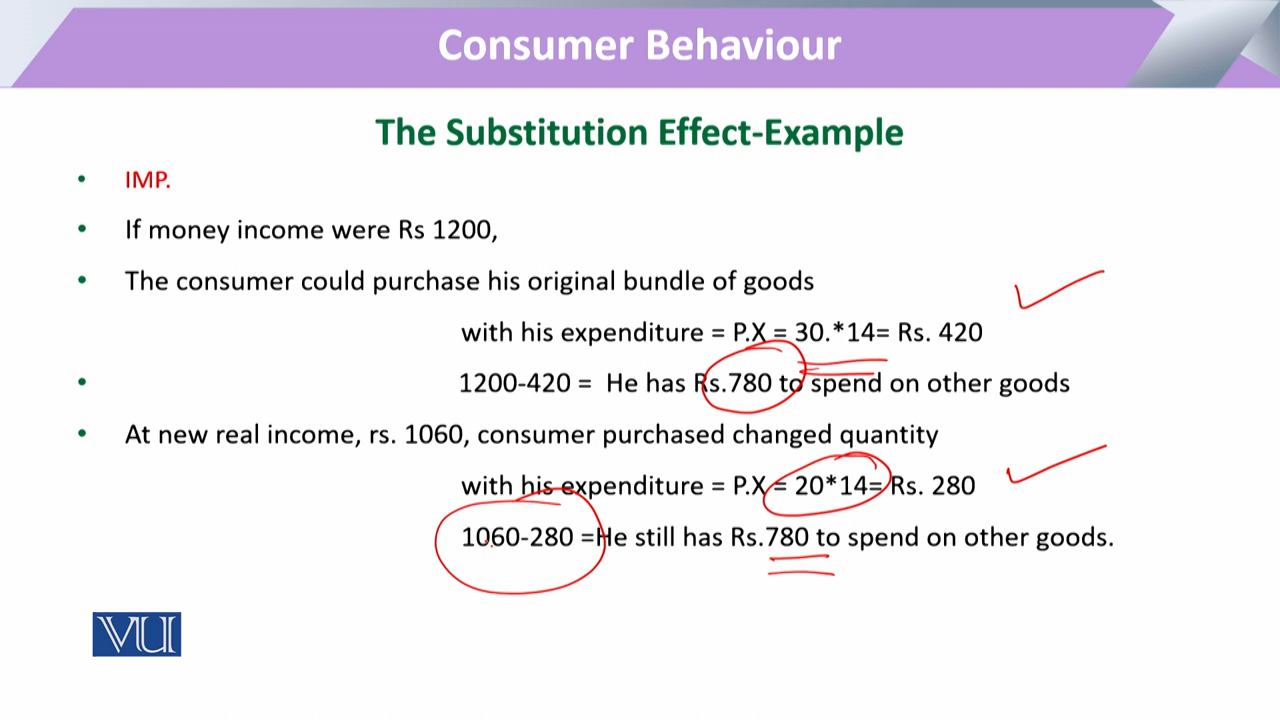 Consumer Behaviour
The Substitution Effect-Example
• IMP.
• If money income were Rs 1200,
• The consumer could purchase his original bundle of goods
with his expenditure = P.X = 30.*14= Rs. 420
• 1200-420 = He has Rs.780 to spend on other goods
• At new real income, rs. 1060, consumer purchased changed quantity
with his expenditure = P.X = 20*14= Rs. 280
1060-280 =He still has Rs.780 to spend on other goods.
VU